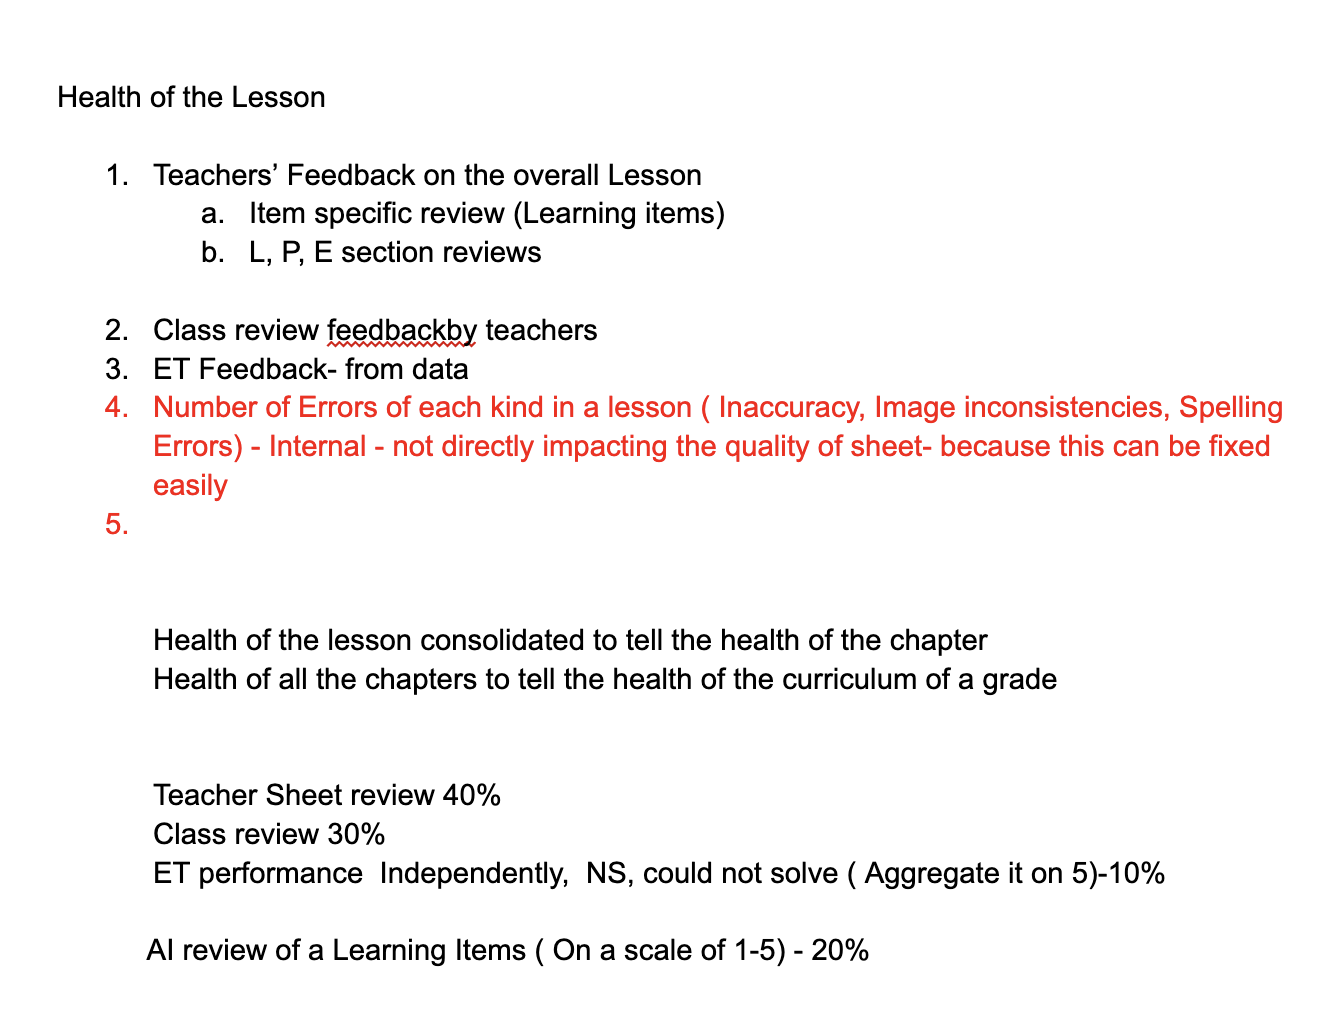 Health of the Lesson
1. Teachers’ Feedback on the overall Lesson
a. Item specific review (Learning items)
b. L, P, E section reviews
2. Class review feedbackby teachers
3. ET Feedback- from data
4. Number of Errors of each kind in a lesson ( Inaccuracy, Image inconsistencies, Spelling
Errors) - Internal - not directly impacting the quality of sheet- because this can be fixed
easily
5.
Health of the lesson consolidated to tell the health of the chapter
Health of all the chapters to tell the health of the curriculum of a grade
Teacher Sheet review 40%
Class review 30%
ET performance  Independently,  NS, could not solve ( Aggregate it on 5)-10%
AI review of a Learning Items ( On a scale of 1-5) - 20%